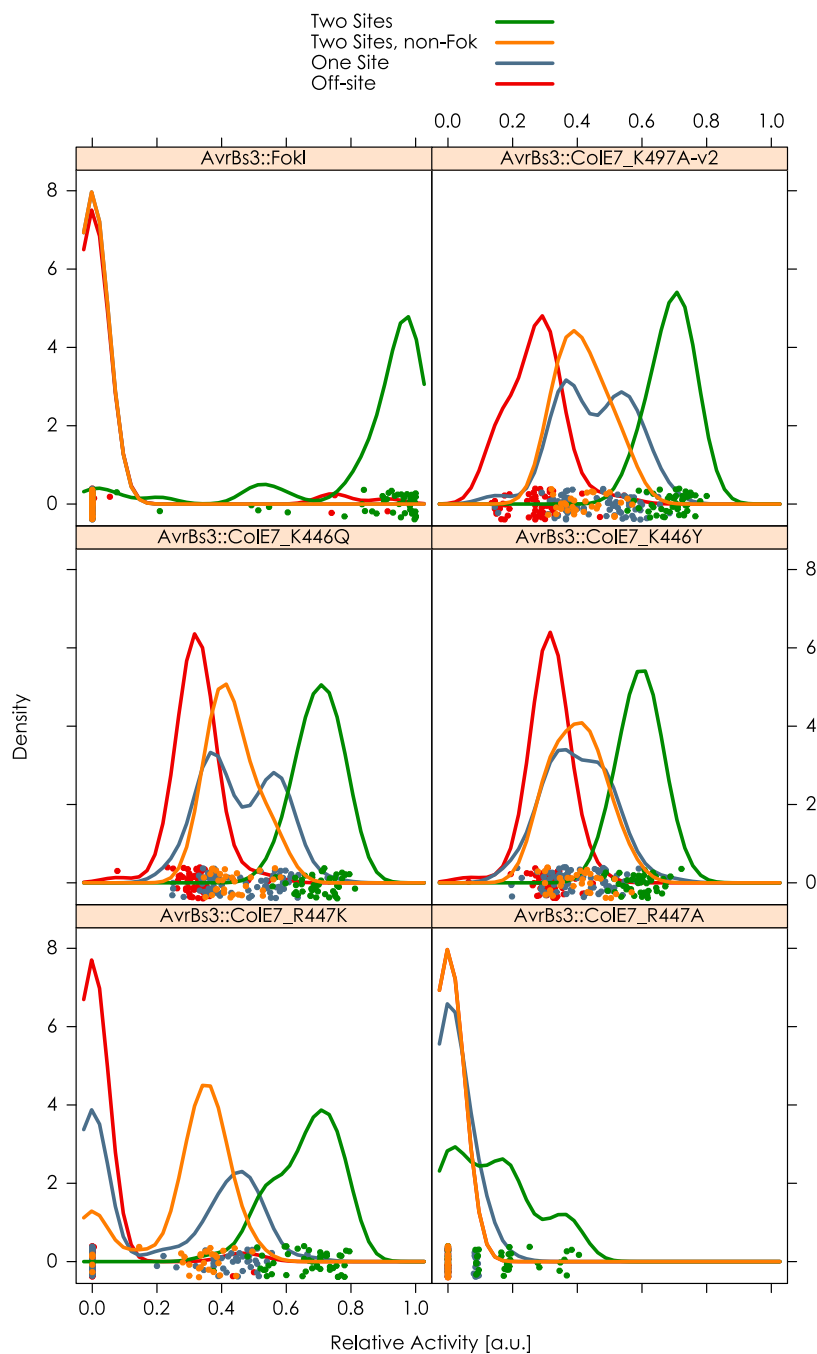 Two Sites
Two Sites, non-Fok
One Site
Off-site
0.0 0.2 0.4 0.6 0.8 1.0
AvrBs3::FokI AvrBs3::ColE7_K497A-v2
8
6
4
2
0
AvrBs3::ColE7_K446Q AvrBs3::ColE7_K446Y
8
6
4
2
0
Density
AvrBs3::ColE7_R447K AvrBs3::ColE7_R447A
8
6
4
2
0
0.0 0.2 0.4 0.6 0.8 1.0
Relative Activity [a.u.]